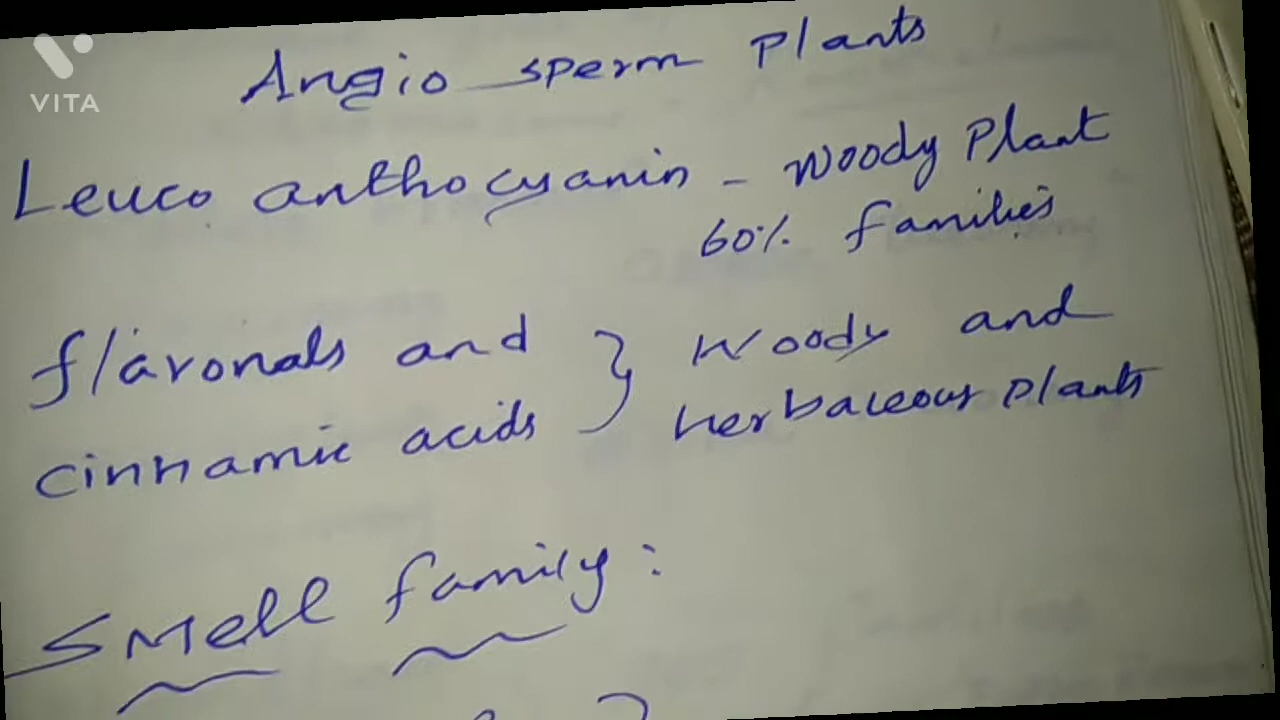 VITA
Angio sperm Plants
Leuco anthocyanin - Woody Plant
60% families
flavonals and } Woody and
cinnamic acids herbaceous plants
Smell family: